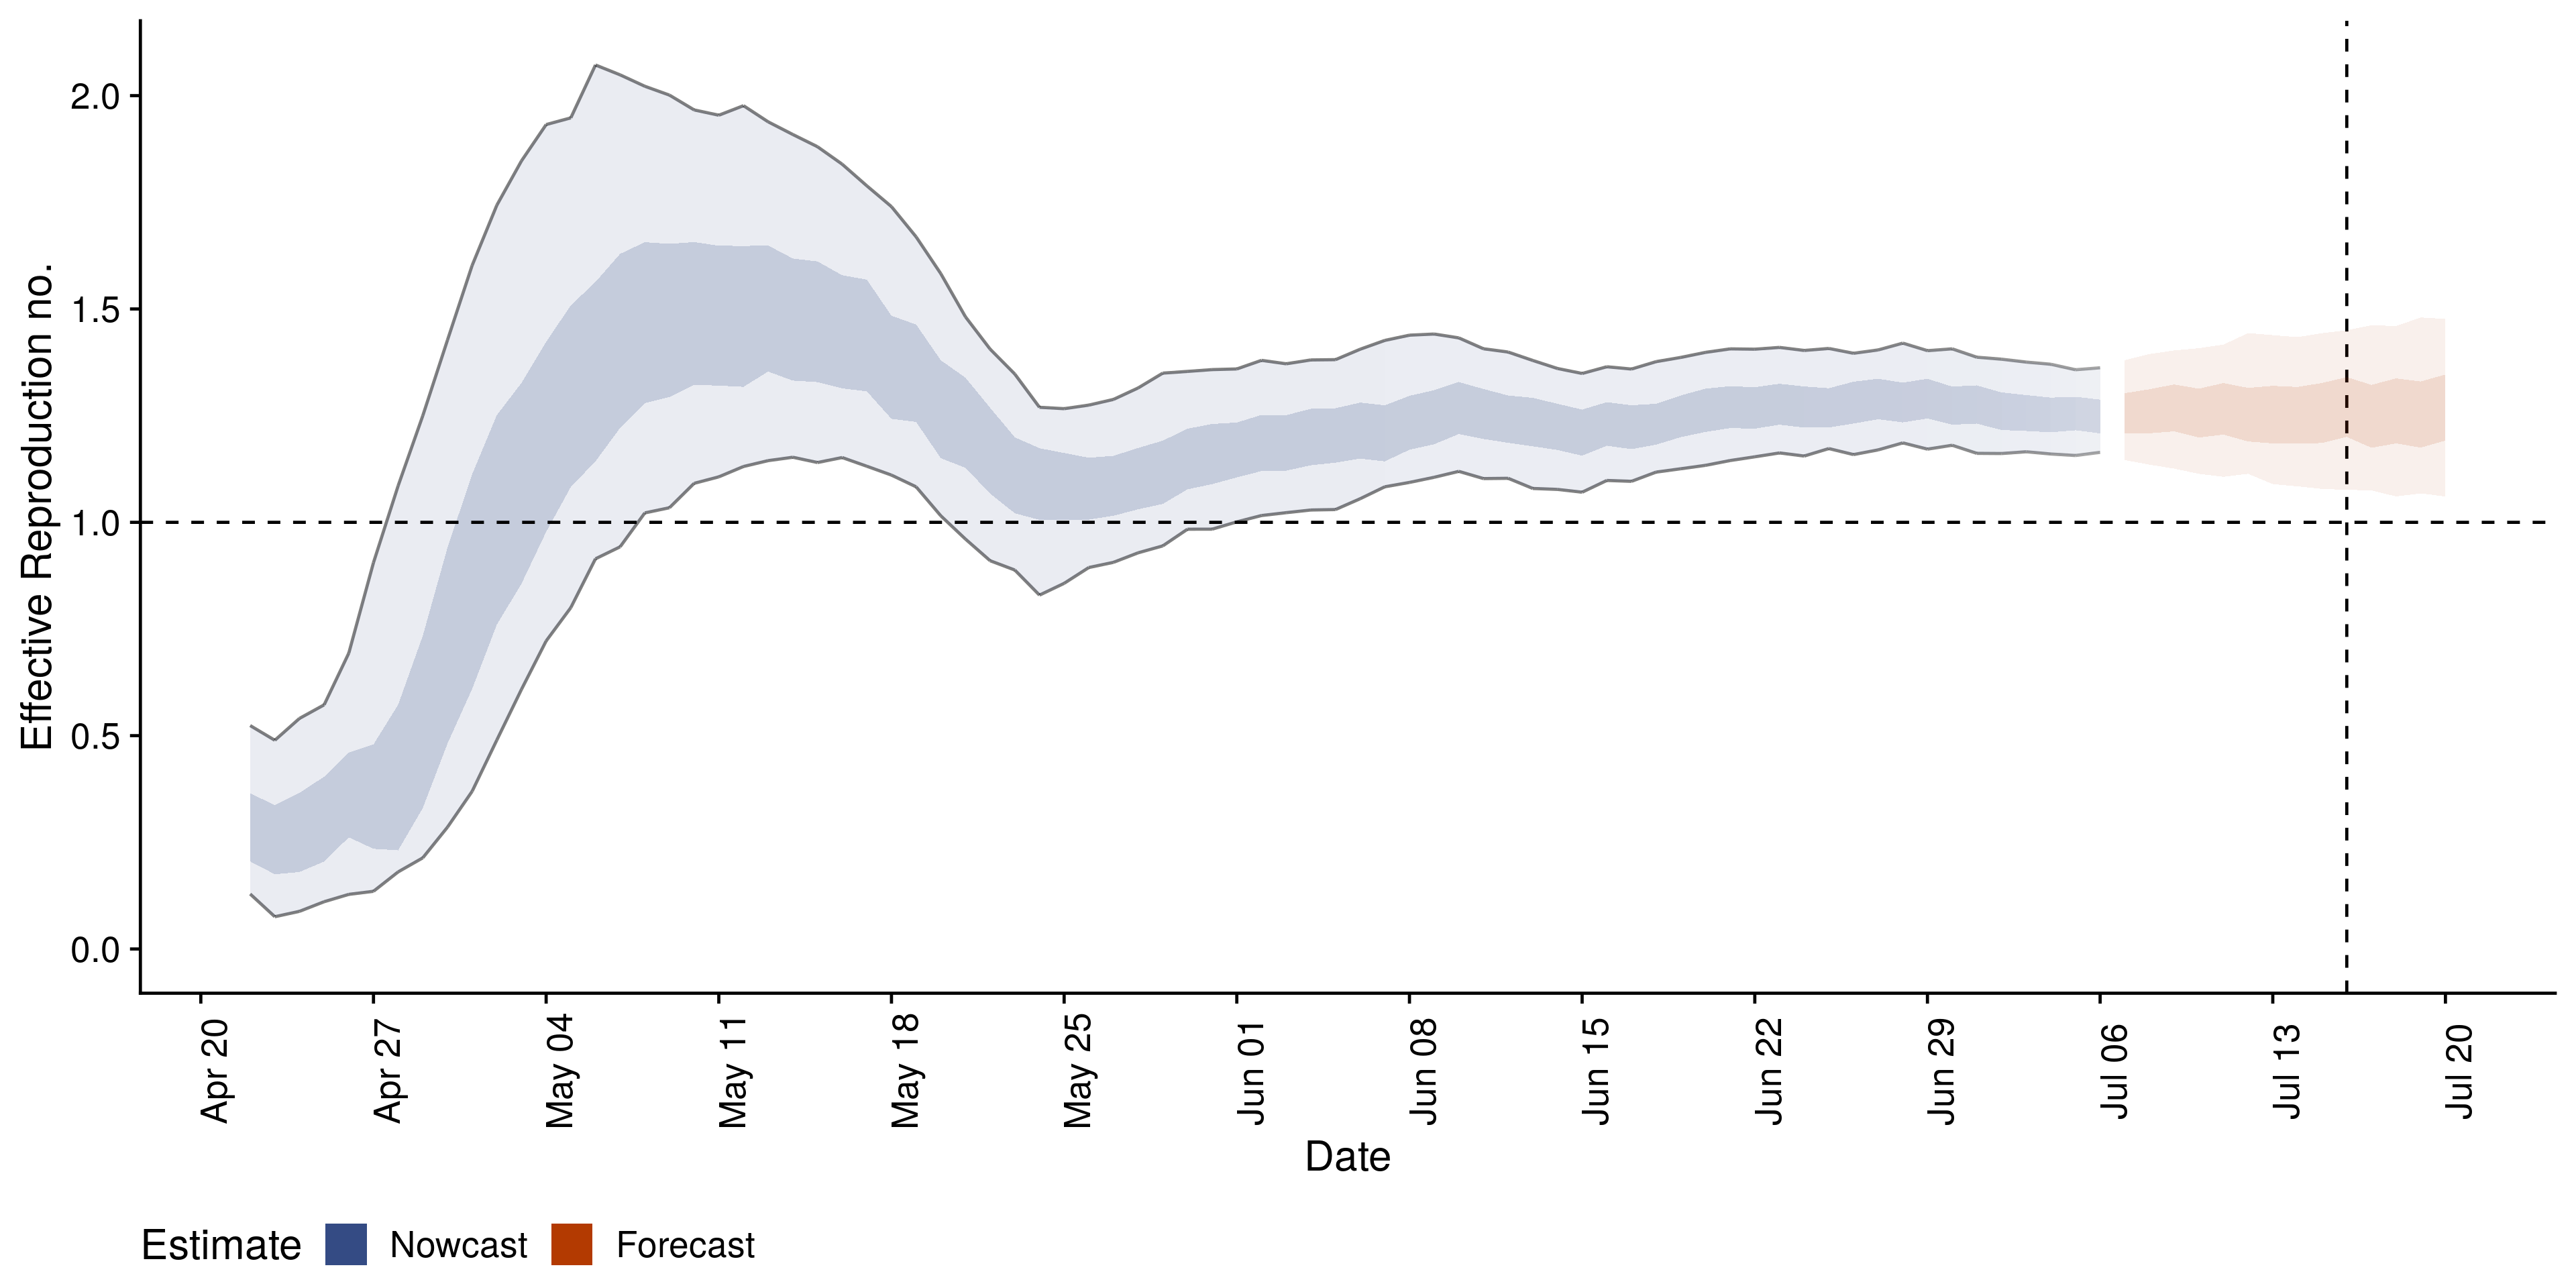 Effective Reproduction no.
2.0
1.5
1.0
0.5
0.0
Apr 20
Apr 27
May 04
May 11
May 18
May 25
Jun 01
Jun 08
Jun 15
Jun 22
Jun 29
Jul 06
Jul 13
Jul 20
Date
Estimate Nowcast Forecast